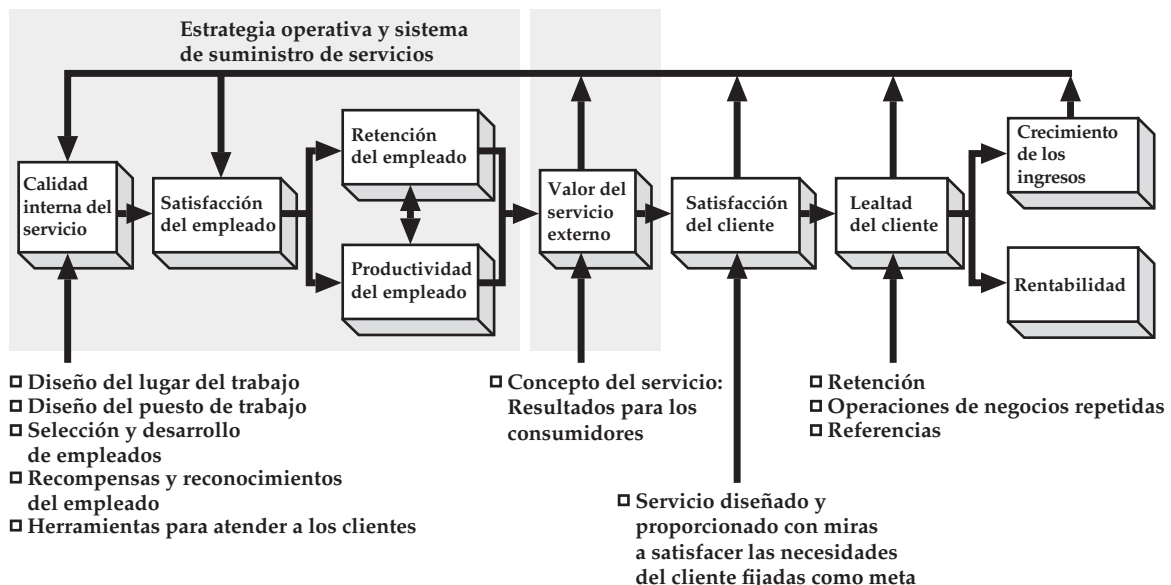 Estrategia operativa y sistema
de suministro de servicios
Calidad
interna del
servicio
Satisfacción
del empleado
Retención
del empleado
Productividad
del empleado
Valor del
servicio
externo
Satisfacción
del cliente
Lealtad
del cliente
Crecimiento
de los
ingresos
Rentabilidad
Diseño del lugar del trabajo
Diseño del puesto de trabajo
Selección y desarrollo
de empleados
Recompensas y reconocimientos
del empleado
Herramientas para atender a los clientes
Concepto del servicio:
Resultados para los
consumidores
Servicio diseñado y
proporcionado con miras
a satisfacer las necesidades
del cliente fijadas como meta
Retención
Operaciones de negocios repetidas
Referencias